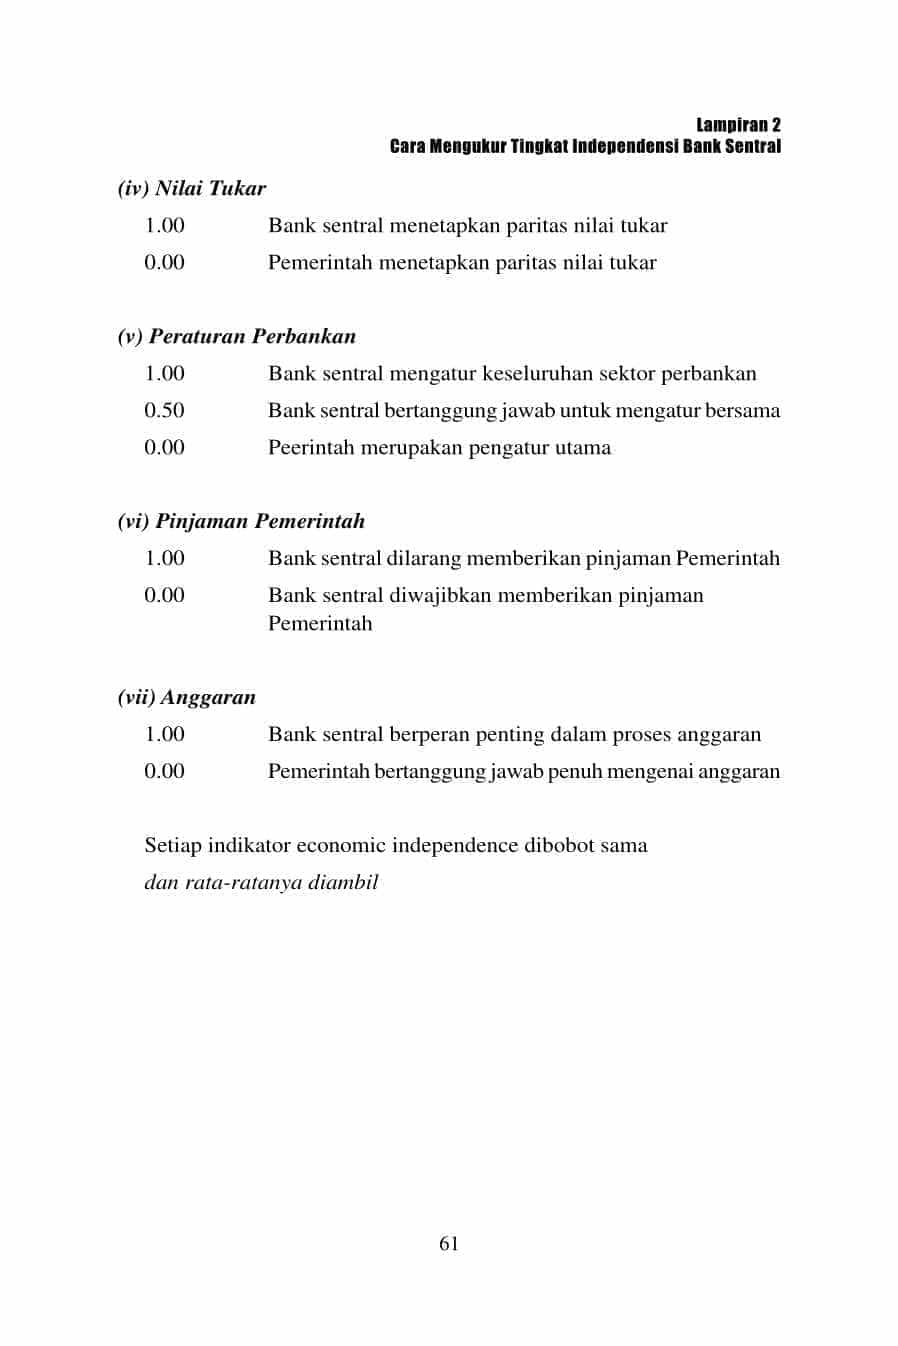 Lampiran 2
Cara Mengukur Tingkat Independensi Bank Sentral
(iv) Nilai Tukar
1.00 Bank sentral menetapkan paritas nilai tukar
0.00 Pemerintah menetapkan paritas nilai tukar
(v) Peraturan Perbankan
1.00 Bank sentral mengatur keseluruhan sektor perbankan
0.50 Bank sentral bertanggung jawab untuk mengatur bersama
0.00 Peerintah merupakan pengatur utama
(vi) Pinjaman Pemerintah
1.00 Bank sentral dilarang memberikan pinjaman Pemerintah
0.00 Bank sentral diwajibkan memberikan pinjaman
Pemerintah
(vii) Anggaran
1.00 Bank sentral berperan penting dalam proses anggaran
0.00 Pemerintah bertanggung jawab penuh mengenai anggaran
Setiap indikator economic independence dibobot sama
dan rata-ratanya diambil
61